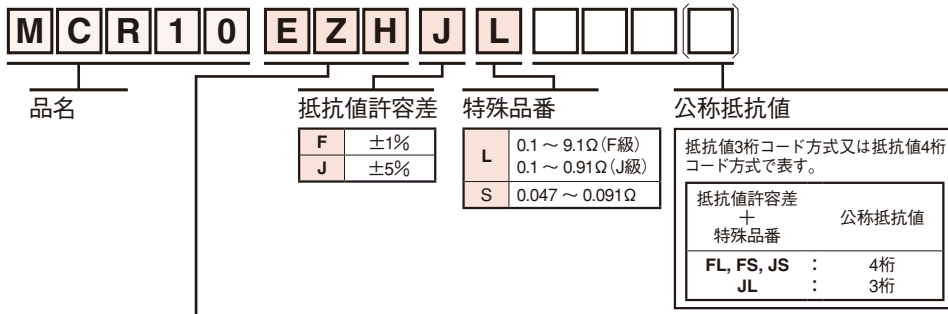 MCR10 EZH J L
品名
抵抗値許容差
F ±1%
J ±5%
特殊品番
L 0.1 ～ 9.1Ω（F級）
0.1 ～ 0.91Ω（J級）
S 0.047 ～ 0.091Ω
公称抵抗値
抵抗値3桁コード方式又は抵抗値4桁
コード方式で表す。
抵抗値許容差
＋
特殊品番
公称抵抗値
FL, FS, JS : 4桁
JL : 3桁